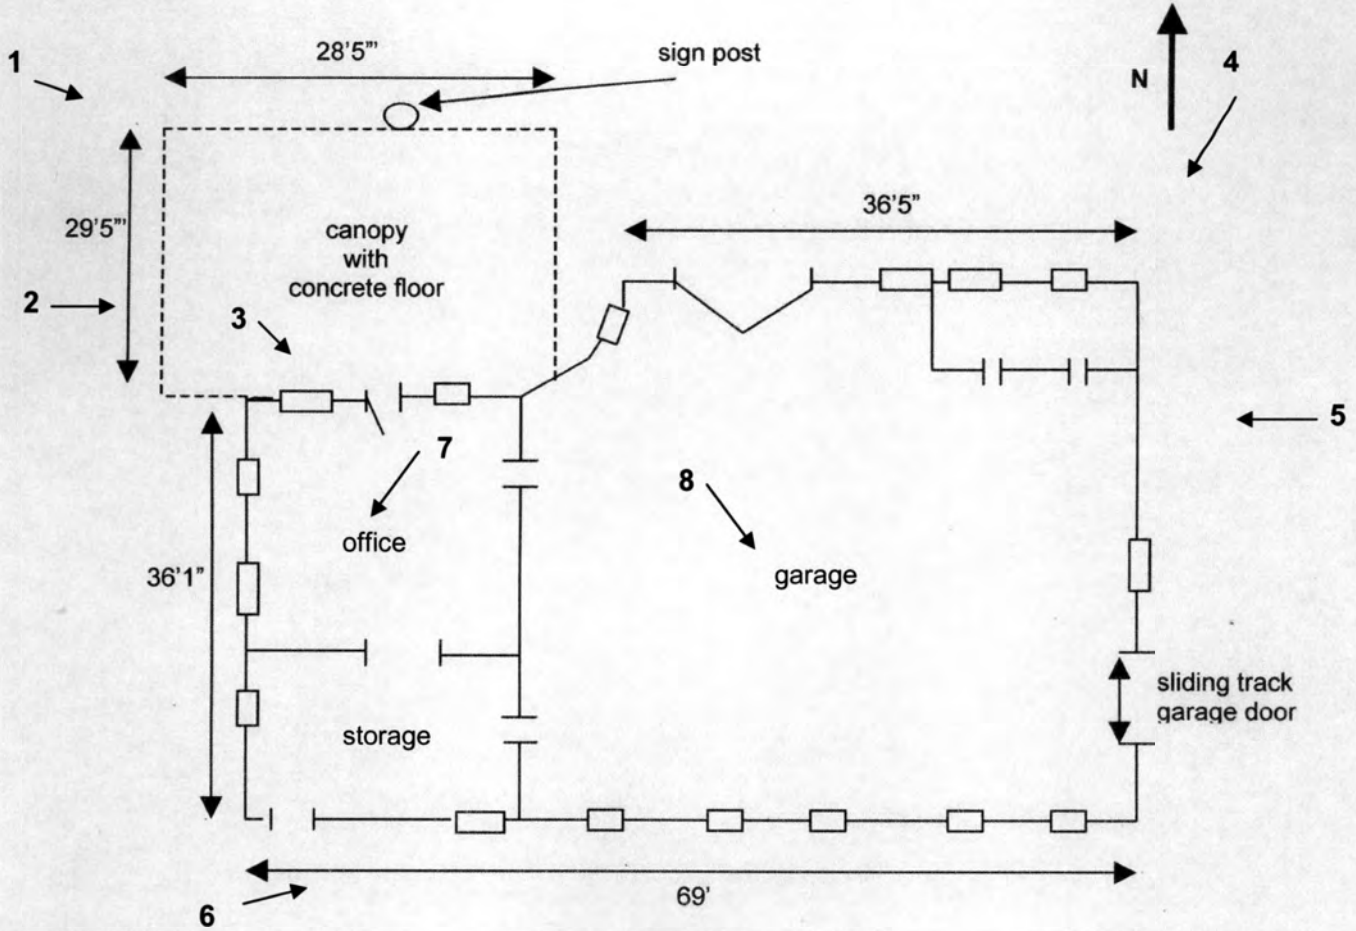 1
28'5'"
sign post
N
4
29'5'"
canopy
with
concrete floor
36'5"
2
3
5
7
8
office
garage
36'1"
sliding track
garage door
storage
69'
6